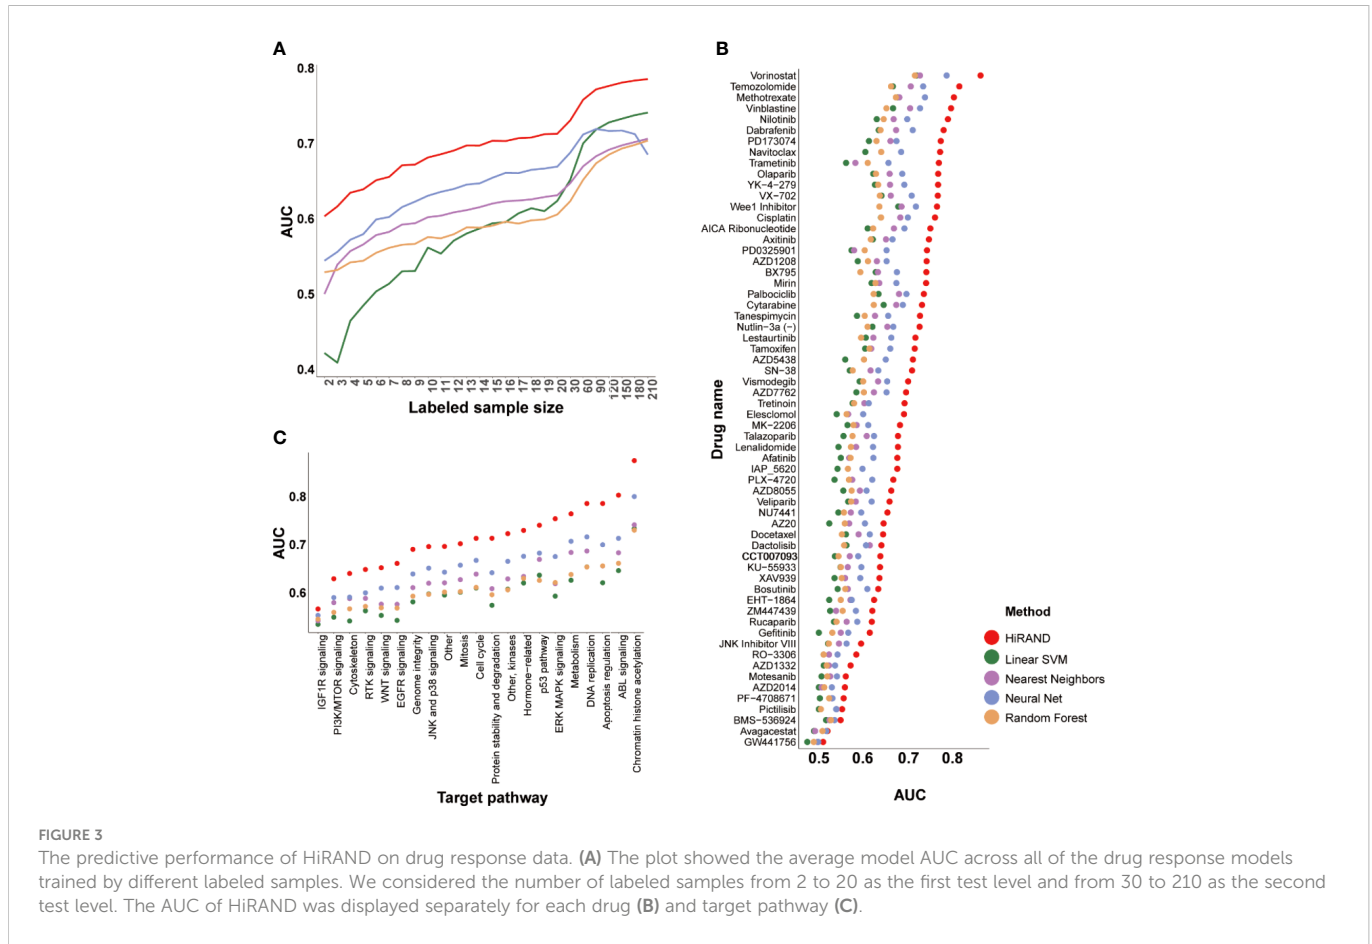 A
0.8
0.7
0.6
0.5
0.4
AUC
2
3
4
5
6
7
8
9
10
11
12
13
14
15
16
17
18
19
20
30
60
90
120
150
180
210
Labeled sample size
B
Vorinostat
Temozolomide
Methotrexate
Vinblastine
Nilotinib
Dabrafenib
PD173074
Navitoclax
Trametinib
Olaparib
YK-4-279
VX-702
Wee1 Inhibitor
Cisplatin
AICA Ribonucleotide
Axitinib
PD0325901
AZD1208
BX795
Mirin
Palbociclib
Cytarabine
Tanespimycin
Nutlin-3a (-)
Lestaurtinib
Tamoxifen
AZD5438
SN-38
Vismodegib
AZD7762
Tretinoin
Elesclomol
MK-2206
Talazoparib
Lenalidomide
Afatinib
IAP_5620
PLX-4720
AZD8055
Veliparib
NU7441
AZ20
Docetaxel
Dactolisib
CCT007093
KU-55933
XAV939
Bosutinib
EHT-1864
ZM447439
Rucaparib
Gefitinib
JNK Inhibitor VIII
RO-3306
AZD1332
Motesanib
AZD2014
PF-4708671
Pictilisib
BMS-536924
Avagacestat
GW441756
Drug name
0.5
0.6
0.7
0.8
AUC
Method
HiRAND
Linear SVM
Nearest Neighbors
Neural Net
Random Forest
C
0.8
0.7
0.6
AUC
IGF1R signaling
PI3K/MTOR signaling
Cytoskeleton
RTK signaling
WNT signaling
EGFR signaling
Genome integrity
JNK and p38 signaling
Other
Mitosis
Cell cycle
Protein stability and degradation
Other, kinases
Hormone-related
p53 pathway
ERK MAPK signaling
Metabolism
DNA replication
Apoptosis regulation
ABL signaling
Chromatin histone acetylation
Target pathway
FIGURE 3
The predictive performance of HiRAND on drug response data. (A) The plot showed the average model AUC across all of the drug response models
trained by different labeled samples. We considered the number of labeled samples from 2 to 20 as the first test level and from 30 to 210 as the second
test level. The AUC of HiRAND was displayed separately for each drug (B) and target pathway (C).